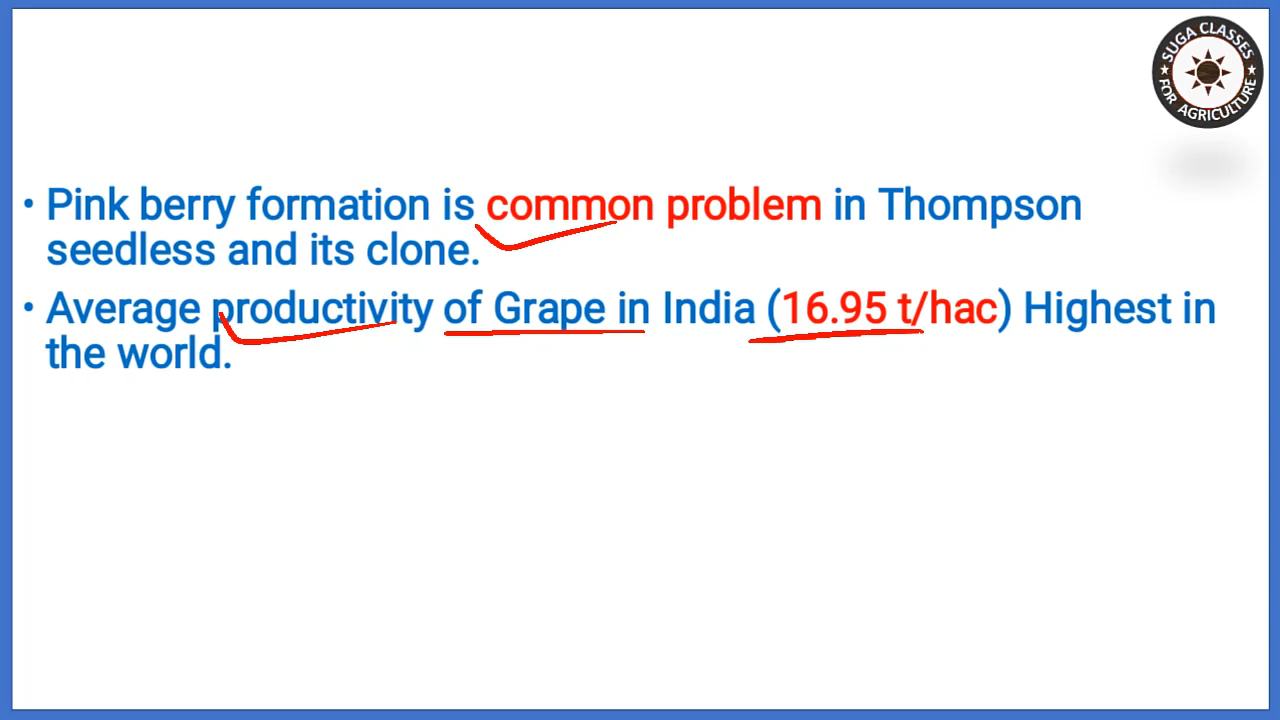 SUGA CLASSES
FOR AGRICULTURE
• Pink berry formation is common problem in Thompson
seedless and its clone.
• Average productivity of Grape in India (16.95 t/hac) Highest in
the world.